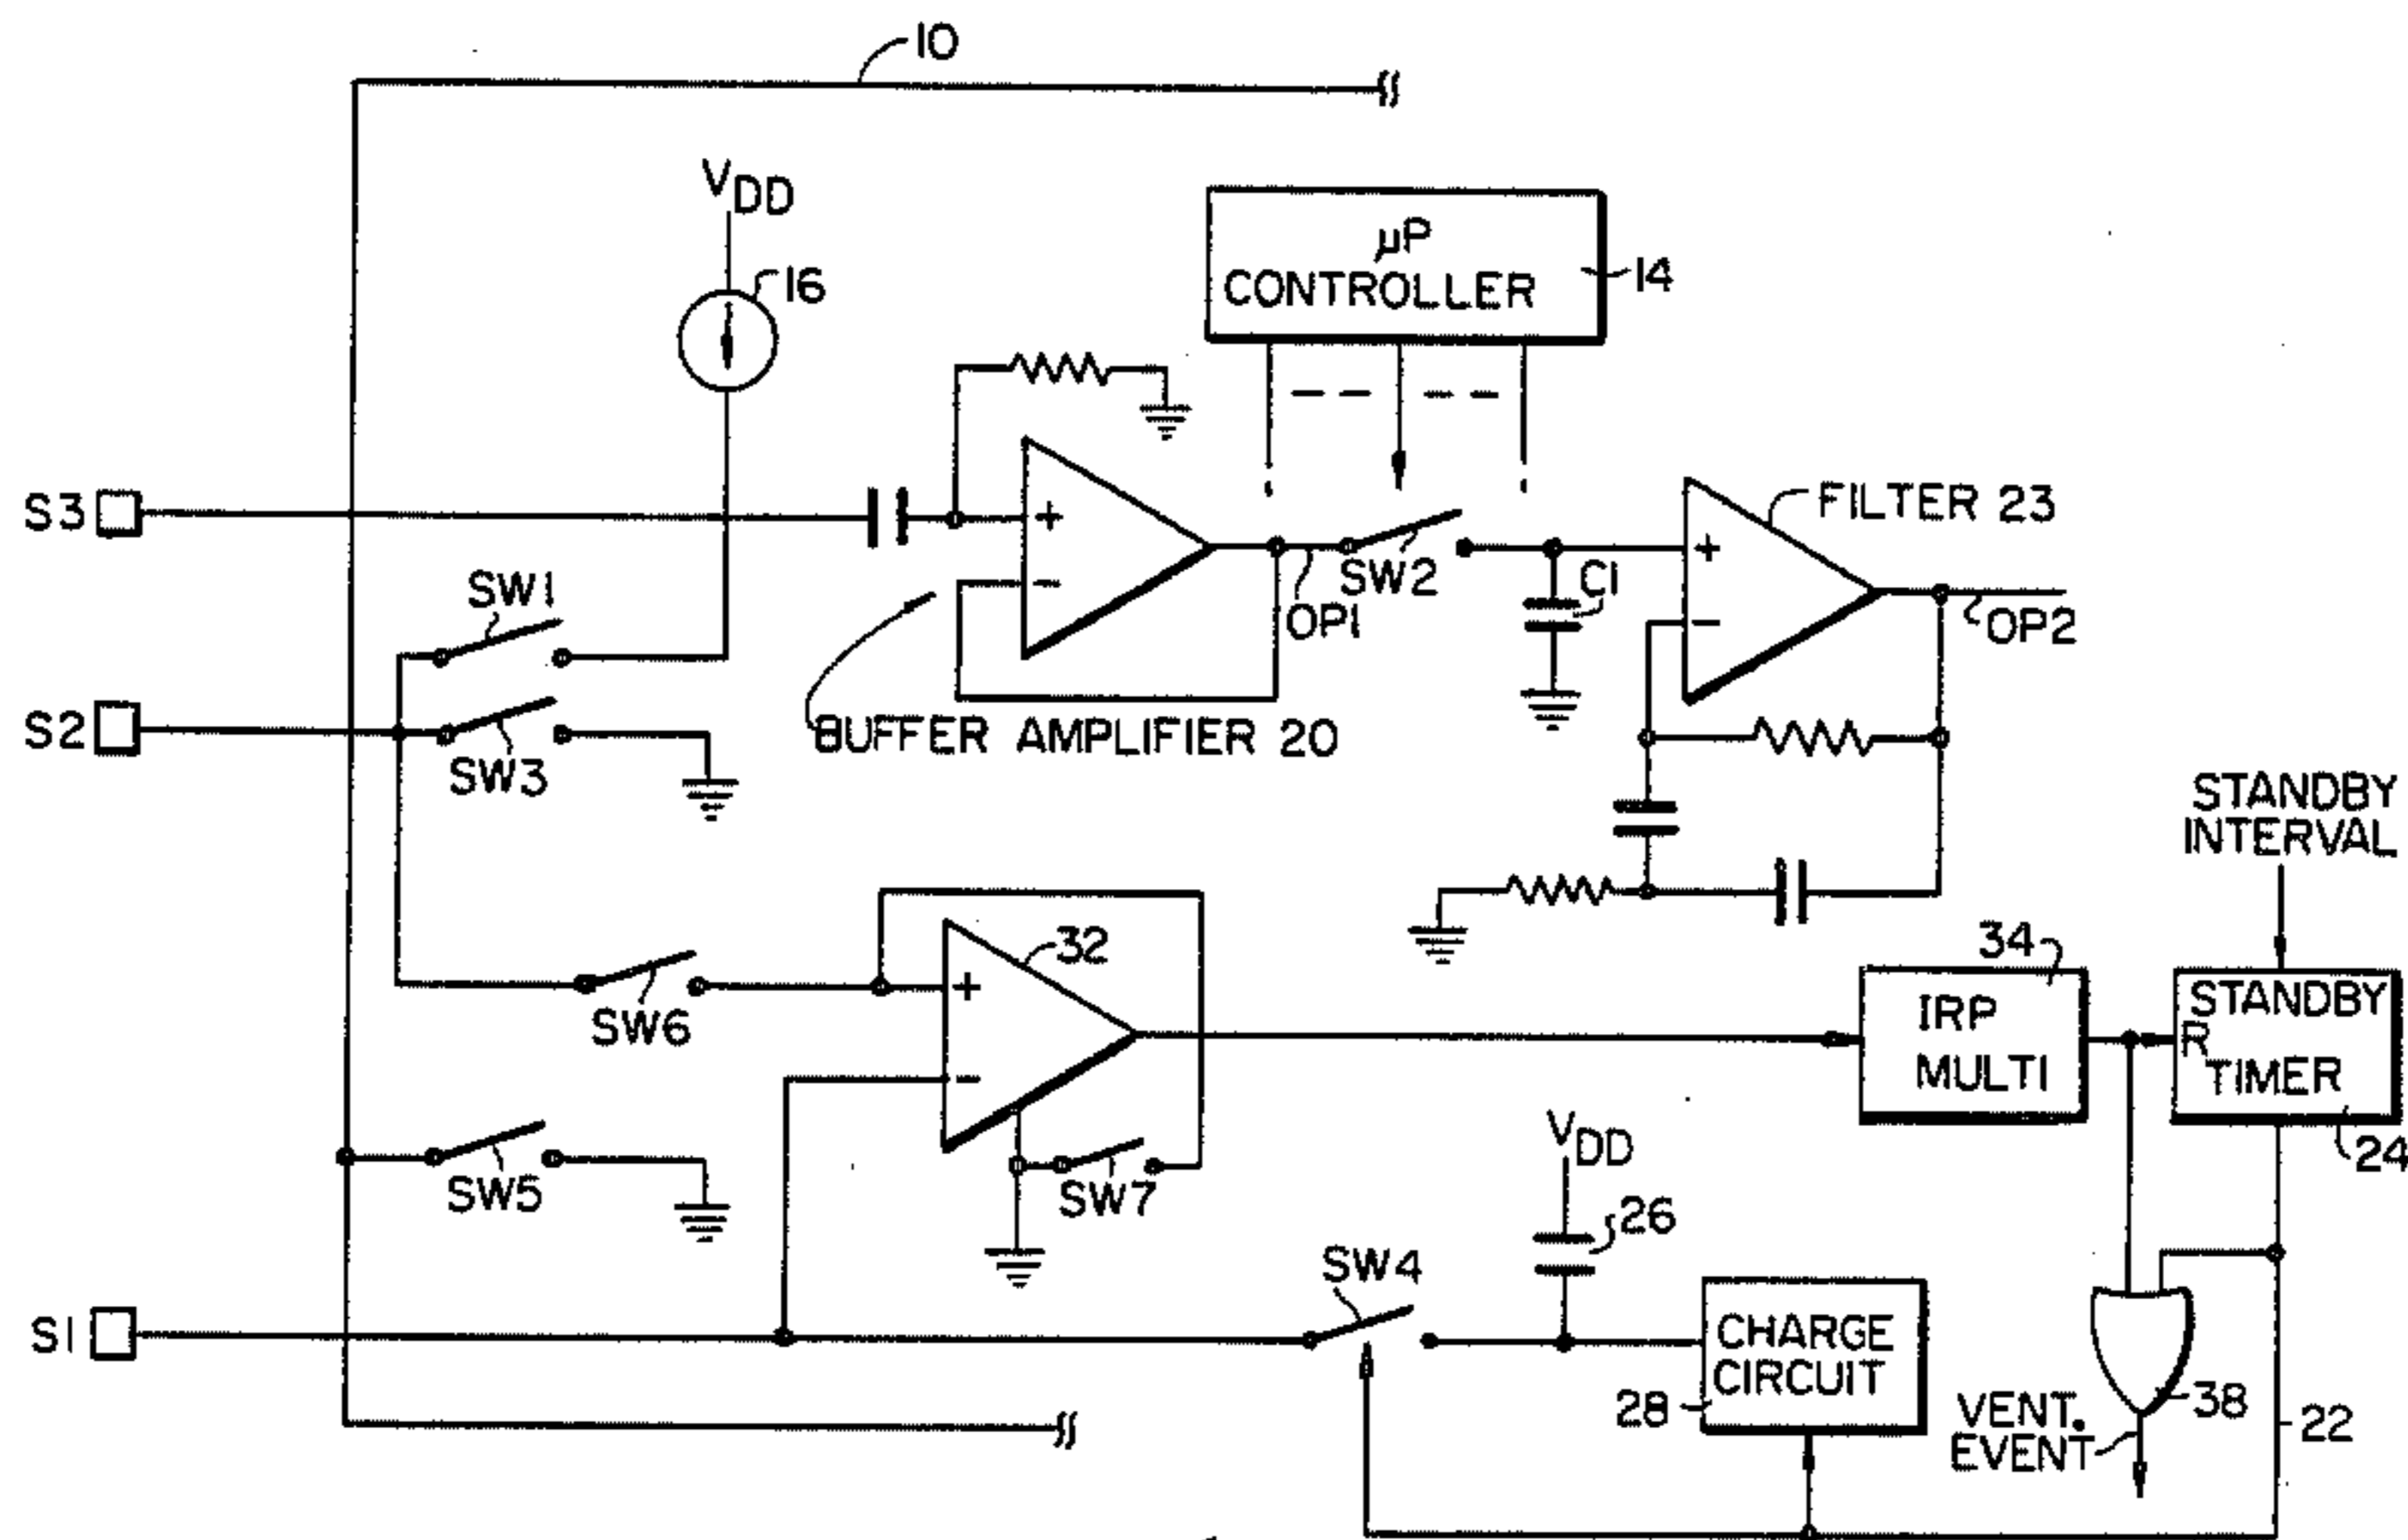 10
VDD
16
µP
CONTROLLER
14
S3
+
-
SW2
OP1
C1
FILTER 23
+
-
OP2
SW1
S2
SW3
BUFFER AMPLIFIER 20
STANDBY
INTERVAL
SW6
+
-
32
34
IRP
MULTI
STANDBY
R
TIMER
24
SW5
SW7
VDD
26
SW4
S1
CHARGE
CIRCUIT
28
38
VENT.
EVENT
22